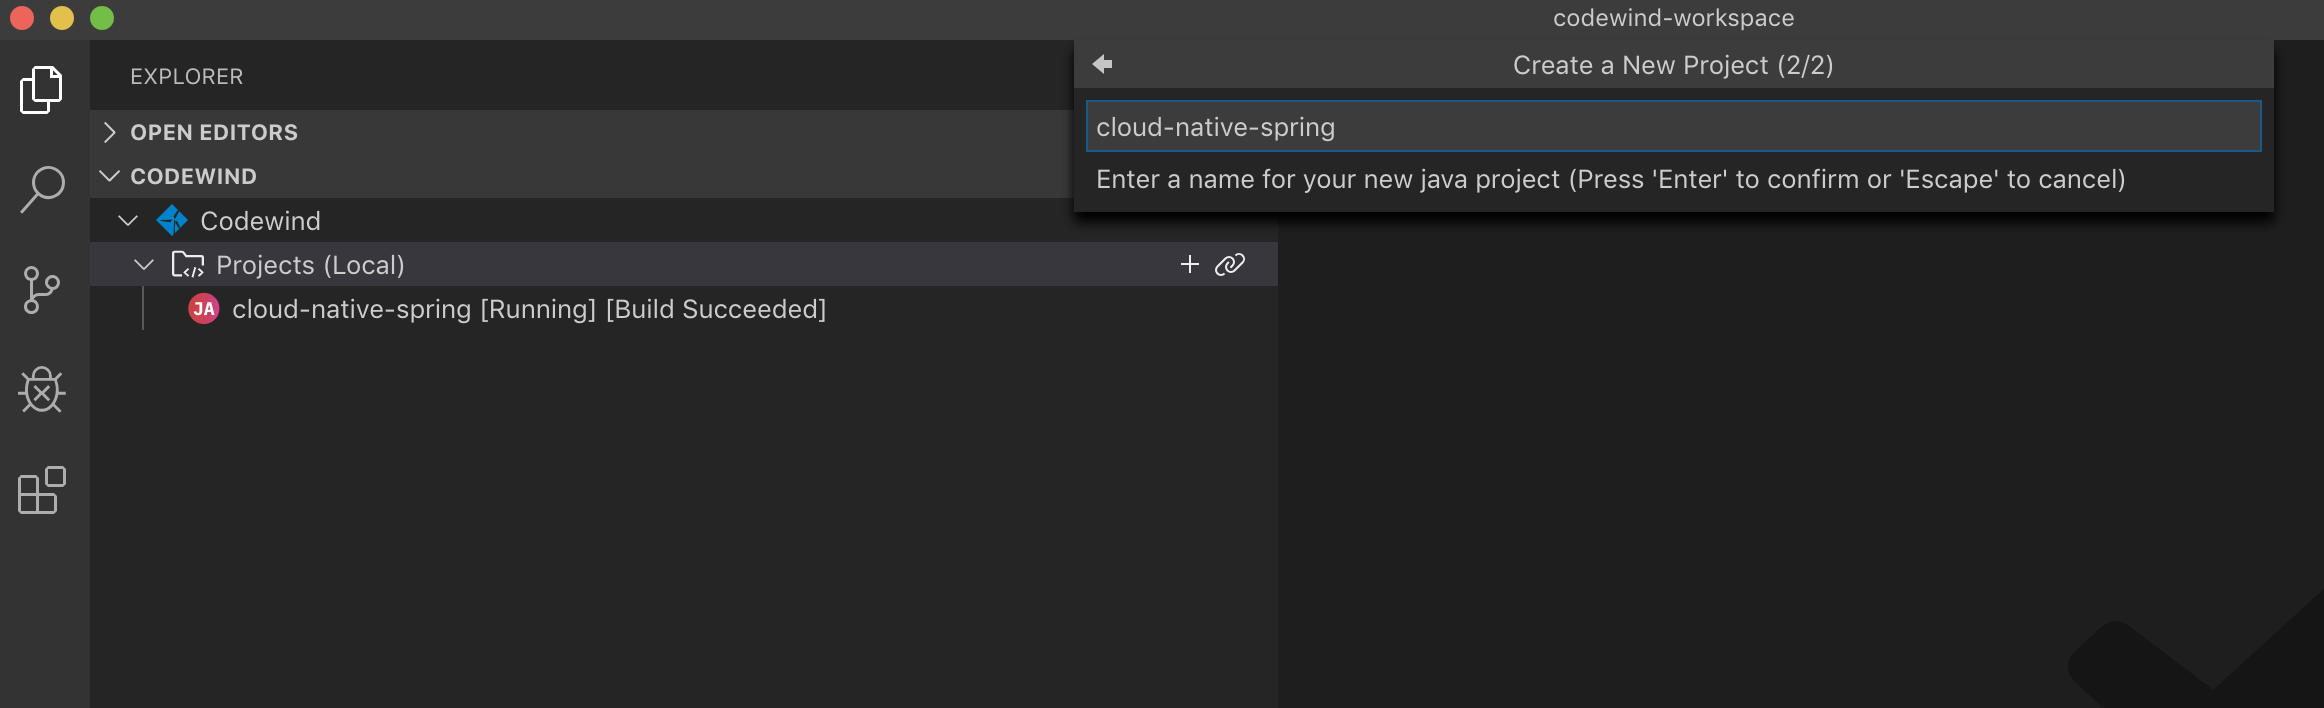 codewind-workspace
EXPLORER
OPEN EDITORS
CODEWIND
Codewind
Projects (Local)
JA cloud-native-spring [Running] [Build Succeeded]
Create a New Project (2/2)
cloud-native-spring
Enter a name for your new java project (Press 'Enter' to confirm or 'Escape' to cancel)